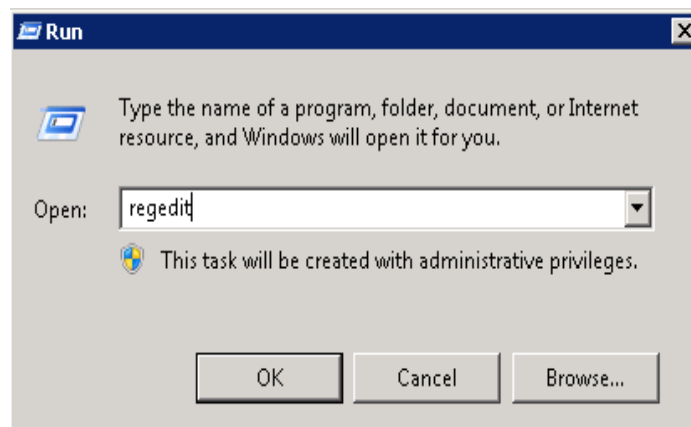 Run
Type the name of a program, folder, document, or Internet
resource, and Windows will open it for you.
Open:
regedit
This task will be created with administrative privileges.
OK
Cancel
Browse...